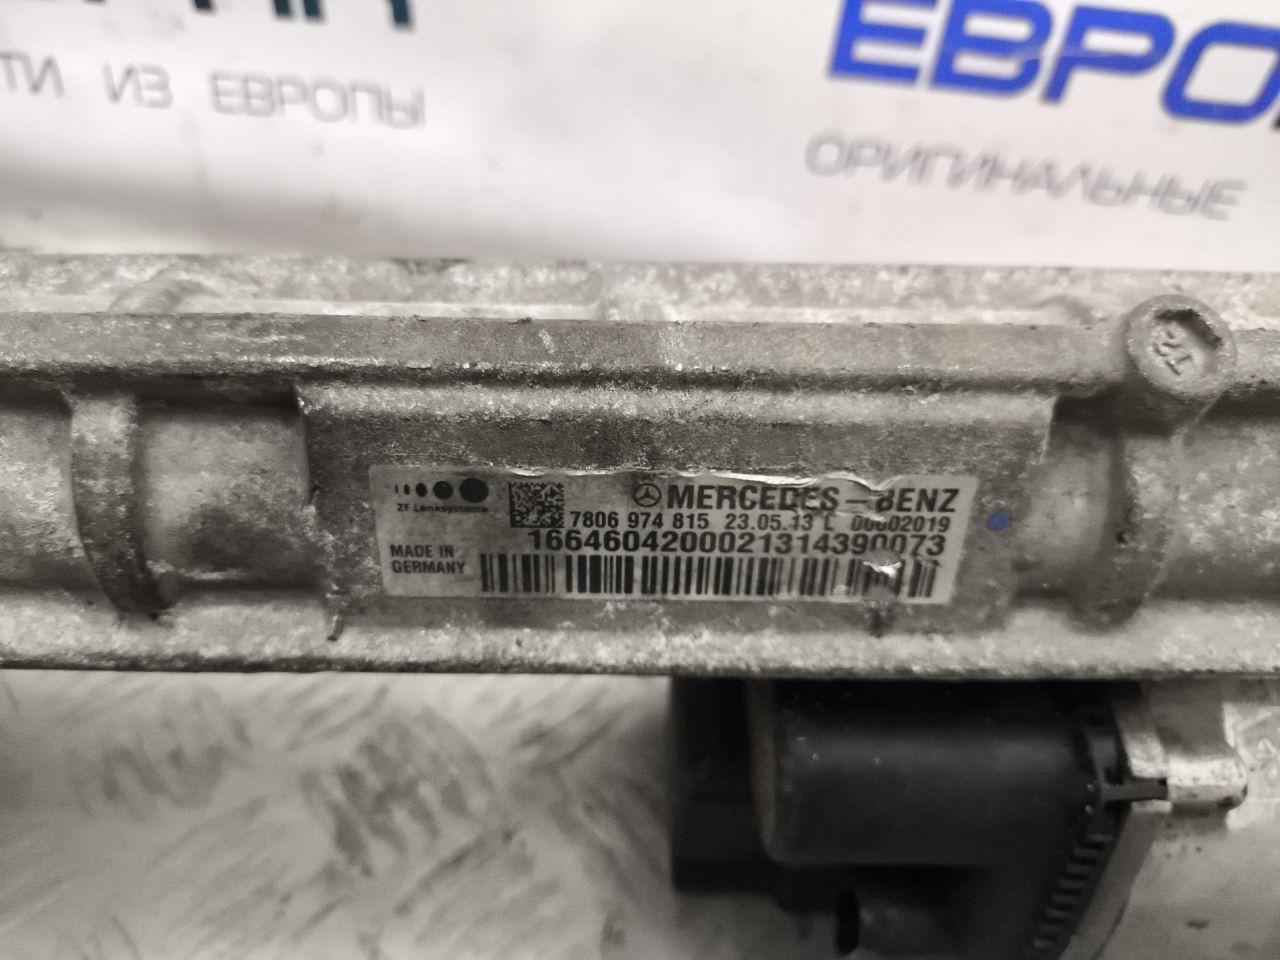 ТИ ИЗ ЕВРОПЫ
ЕВРО
ОРИГИНАЛЬНЫЕ
ZF Lenksysteme
MERCEDES-BENZ
7806 974 815 23.05.13 L 00002019
1664604200021314390073
MADE IN
GERMANY